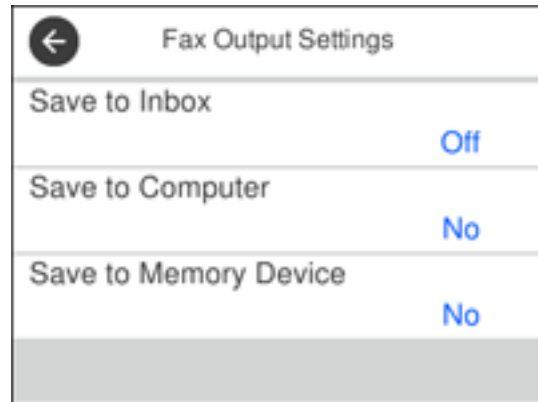 Fax Output Settings
Save to Inbox
Off
Save to Computer
No
Save to Memory Device
No